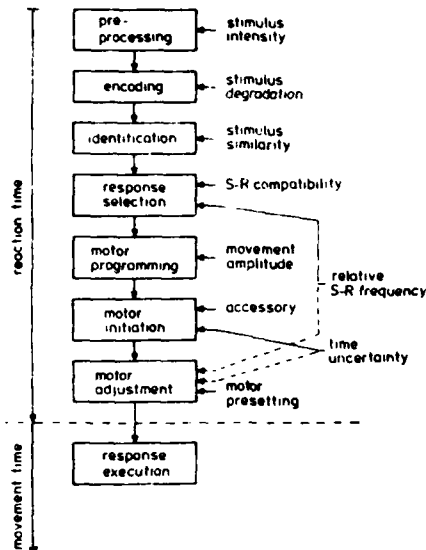 pre-
processing
stimulus
intensity
encoding
stimulus
degradation
identification
stimulus
similarity
response
selection
S-R compatibility
motor
programming
movement
amplitude
relative
S-R frequency
motor
initiation
accessory
time
uncertainty
motor
adjustment
motor
presetting
response
execution
reaction time
movement time